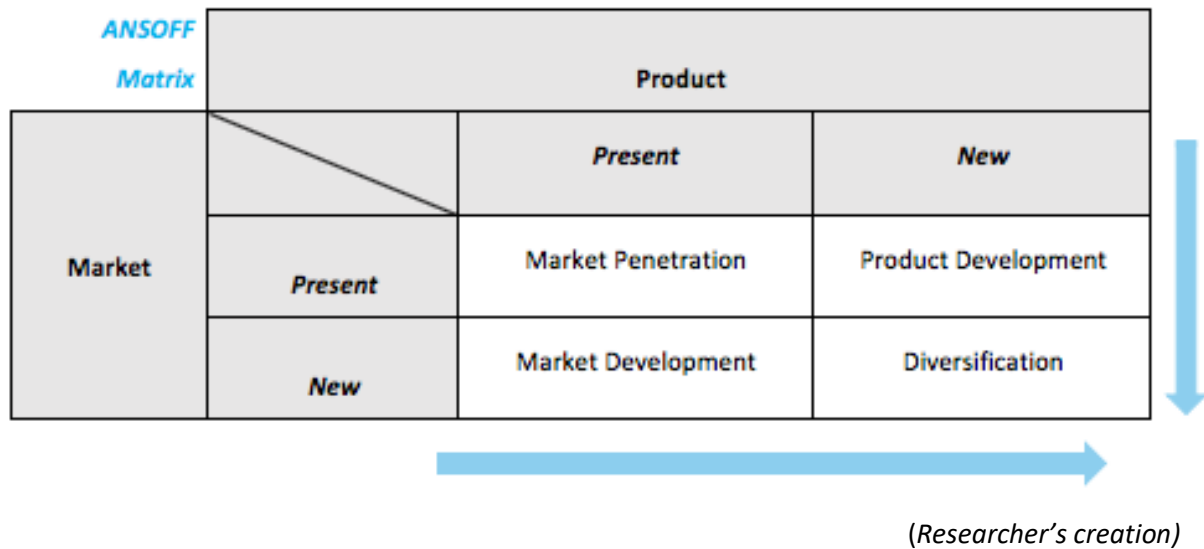 ANSOFF
Matrix
Product
Present
New
Market
Present
Market Penetration
Product Development
New
Market Development
Diversification
(Researcher’s creation)